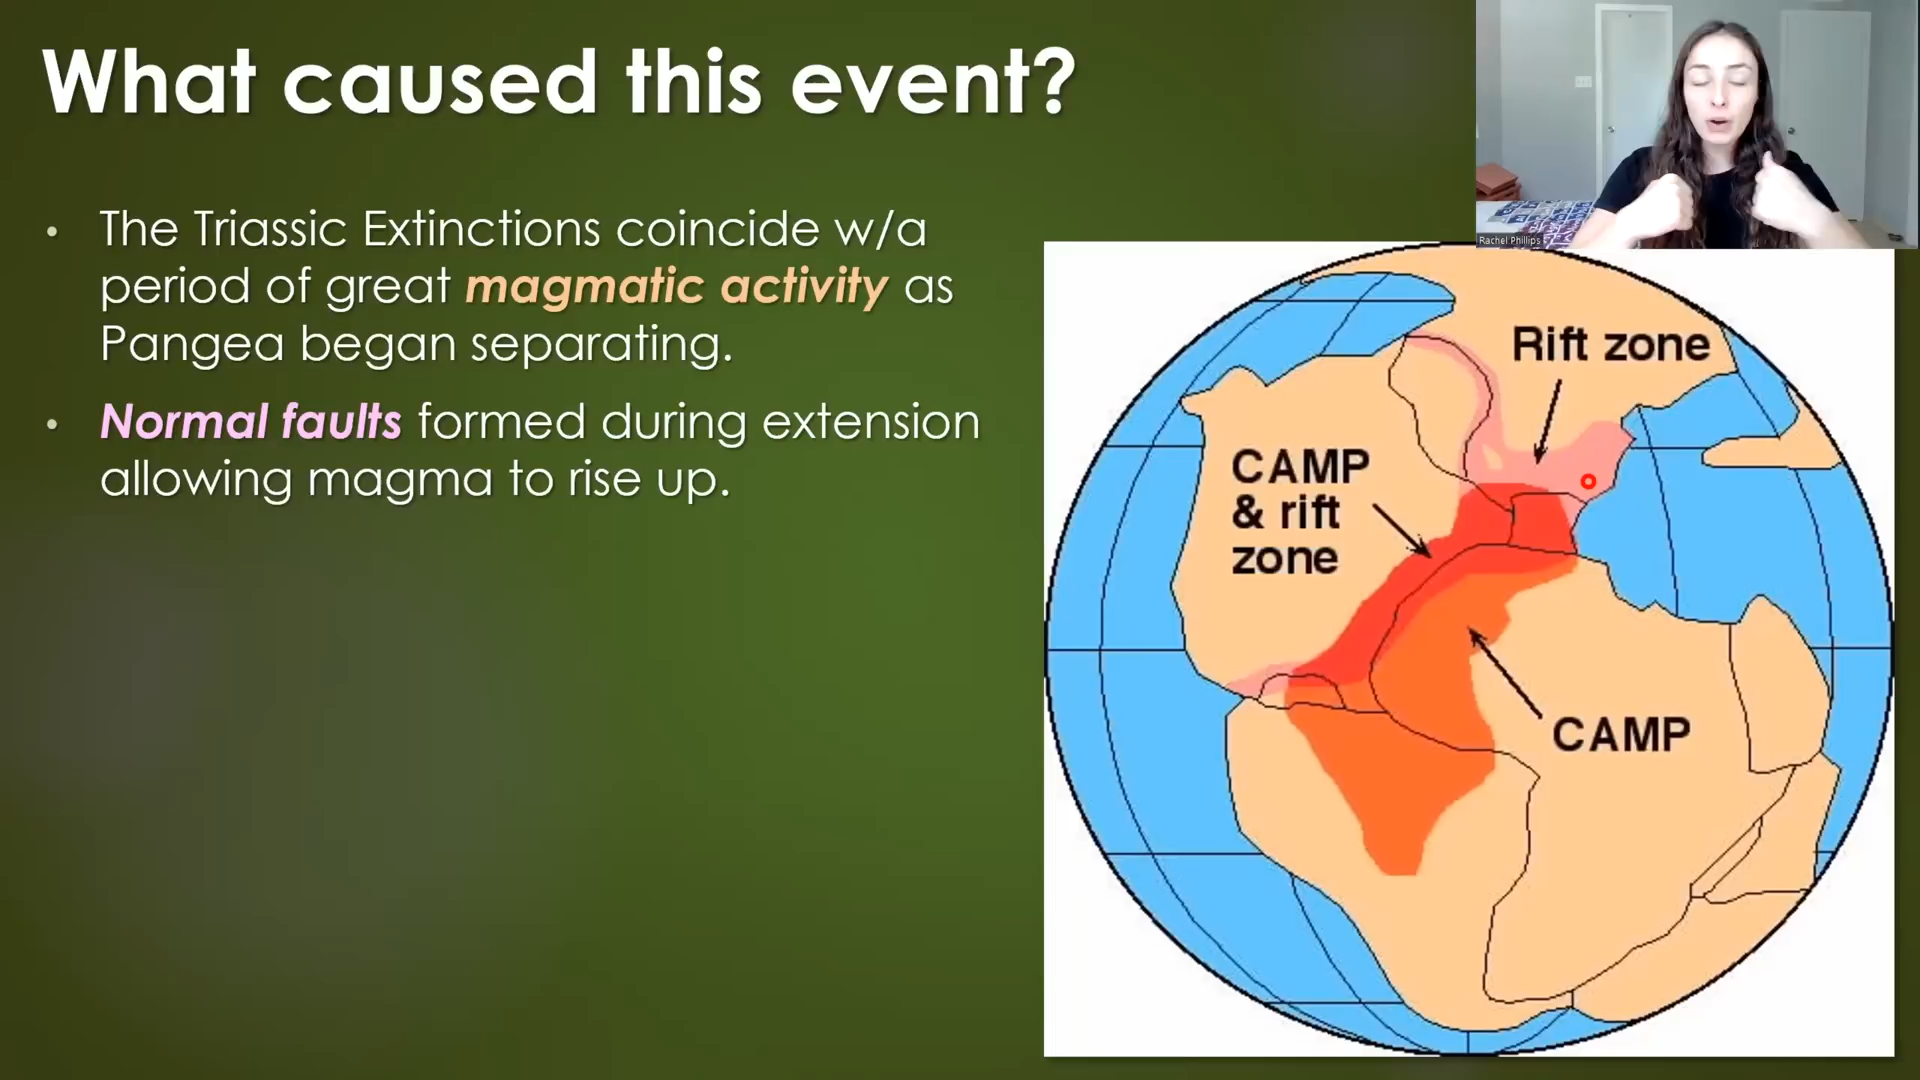 What caused this event?
• The Triassic Extinctions coincide w/a
period of great magmatic activity as
Pangea began separating.
• Normal faults formed during extension
allowing magma to rise up.
Rachel Phillips
Rift zone
CAMP
& rift
zone
CAMP